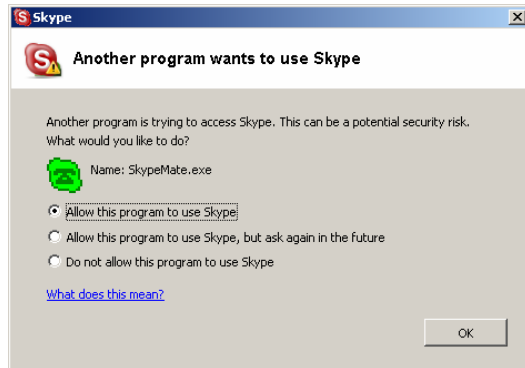 Skype
Another program wants to use Skype
Another program is trying to access Skype. This can be a potential security risk.
What would you like to do?
Name: SkypeMate.exe
Allow this program to use Skype
Allow this program to use Skype, but ask again in the future
Do not allow this program to use Skype
What does this mean?
OK